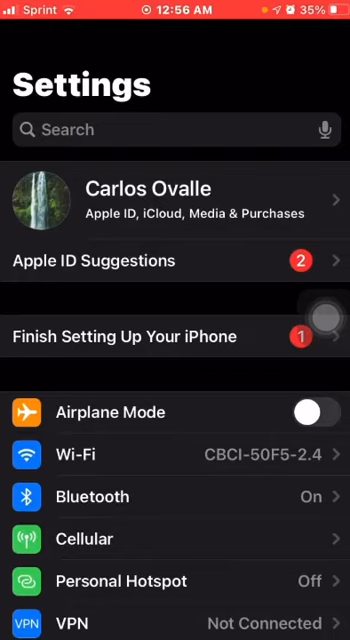 Sprint 12:56 AM 35%
Settings
Search
Carlos Ovalle
Apple ID, iCloud, Media & Purchases
Apple ID Suggestions 2
Finish Setting Up Your iPhone 1
Airplane Mode
Wi-Fi CBCI-50F5-2.4
Bluetooth On
Cellular
Personal Hotspot Off
VPN VPN Not Connected